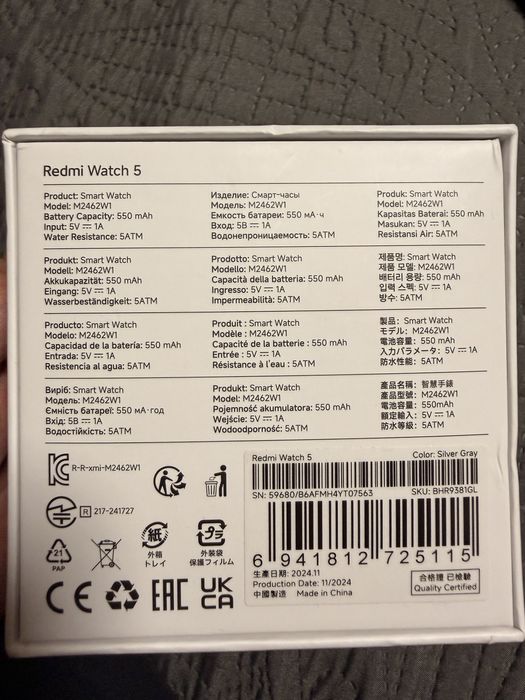 Redmi Watch 5
Product: Smart Watch
Model: M2462W1
Battery Capacity: 550 mAh
Input: 5V⎓1A
Water Resistance: 5ATM
Изделие: Смарт-часы
Модель: M2462W1
Емкость батареи: 550 мА·ч
Вход: 5В⎓1A
Водонепроницаемость: 5ATM
Produk: Smart Watch
Model: M2462W1
Kapasitas Baterai: 550 mAh
Masukan: 5V⎓1A
Resistansi Air: 5ATM
Produkt: Smart Watch
Modell: M2462W1
Akkukapazität: 550 mAh
Eingang: 5V⎓1A
Wasserbeständigkeit: 5ATM
Prodotto: Smart Watch
Modello: M2462W1
Capacità della batteria: 550 mAh
Ingresso: 5V⎓1A
Impermeabilità: 5ATM
제품명: Smart Watch
제품 모델: M2462W1
배터리 용량: 550 mAh
입력 스펙: 5V⎓1A
방수: 5ATM
Producto: Smart Watch
Modelo: M2462W1
Capacidad de la batería: 550 mAh
Entrada: 5V⎓1A
Resistencia al agua: 5ATM
Produit : Smart Watch
Modèle : M2462W1
Capacité de la batterie : 550 mAh
Entrée : 5V⎓1A
Résistance à l'eau : 5ATM
製品: Smart Watch
モデル: M2462W1
電池容量: 550 mAh
入力パラメータ: 5V⎓1A
防水性能: 5ATM
Виріб: Smart Watch
Модель: M2462W1
Ємність батареї: 550 мА·год
Вхід: 5В⎓1A
Водостійкість: 5ATM
Produkt: Smart Watch
Model: M2462W1
Pojemność akumulatora: 550 mAh
Wejście: 5V⎓1A
Wodoodporność: 5ATM
產品名稱: 智慧手錶
產品型號: M2462W1
電池容量: 550mAh
額定輸入: 5V⎓1A
防水等級: 5ATM
R-R-xmi-M2462W1
R 217-241727
21
PAP
紙
外箱
トレイ
プラ
外装袋
保護フィルム
CE
EAC
UK
CA
Redmi Watch 5
Color: Silver Gray
SN: 59680/B6AFMH4YT07563
SKU: BHR9381GL
6 941812 725115
生產日期: 2024.11
Production Date: 11/2024
中國製造 Made in China
合格證 已檢驗
Quality Certified